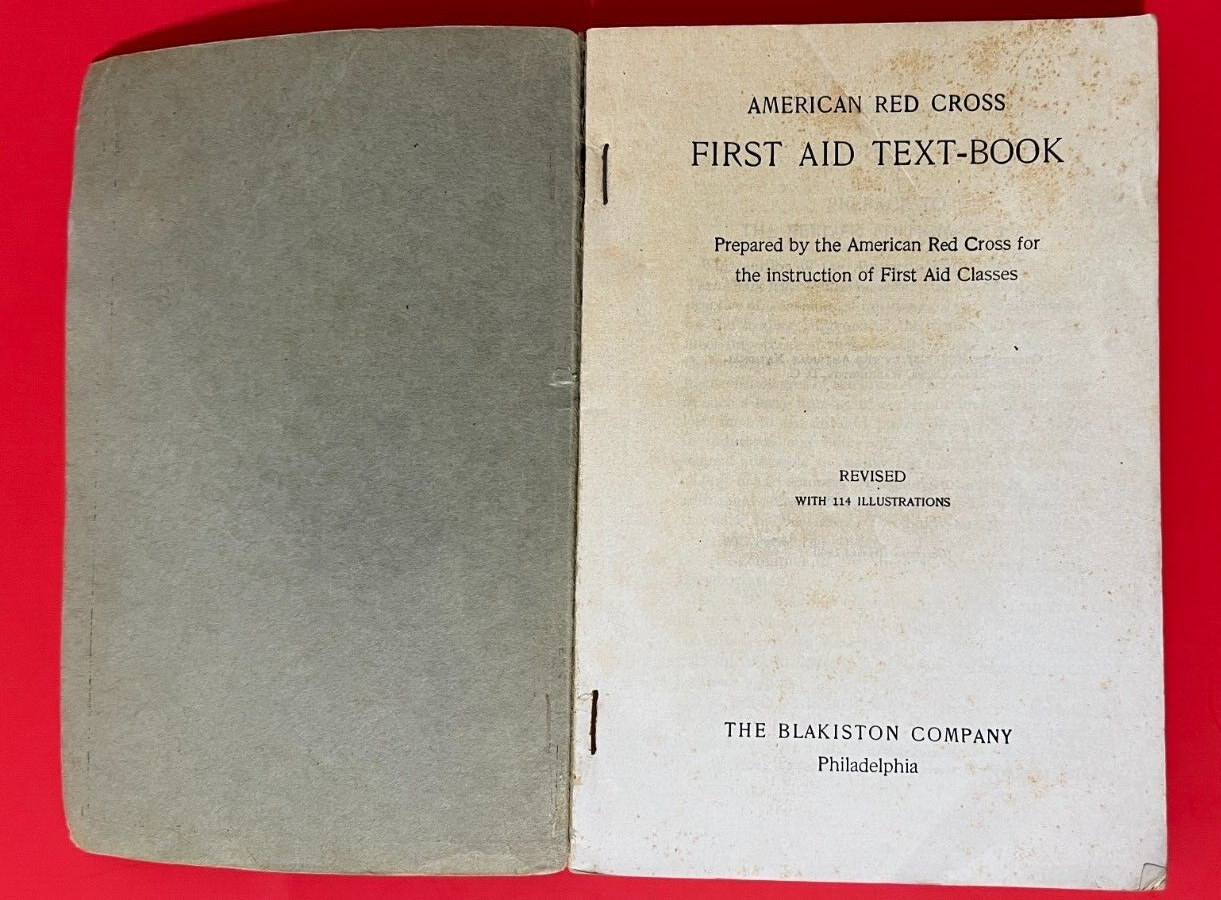 AMERICAN RED CROSS
FIRST AID TEXT-BOOK
Prepared by the American Red Cross for
the instruction of First Aid Classes
REVISED
WITH 114 ILLUSTRATIONS
THE BLAKISTON COMPANY
Philadelphia